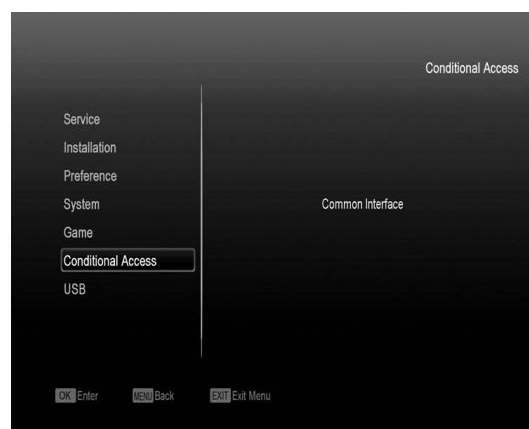 Conditional Access
Service
Installation
Preference
System
Common Interface
Game
Conditional Access
USB
OK Enter MENU Back EXIT Exit Menu